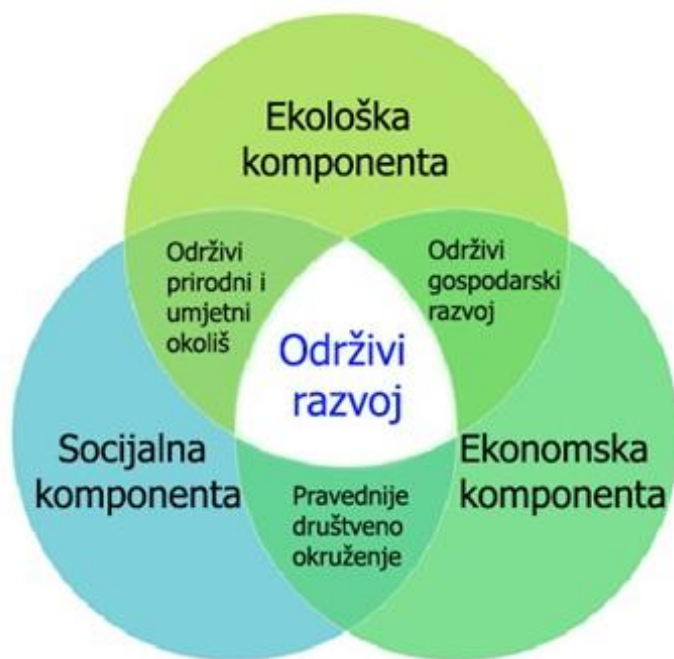 Ekološka
komponenta
Održivi
prirodni i
umjetni
okoliš
Održivi
gospodarski
razvoj
Održivi
razvoj
Socijalna
komponenta
Ekonomska
komponenta
Pravednije
društveno
okruženje